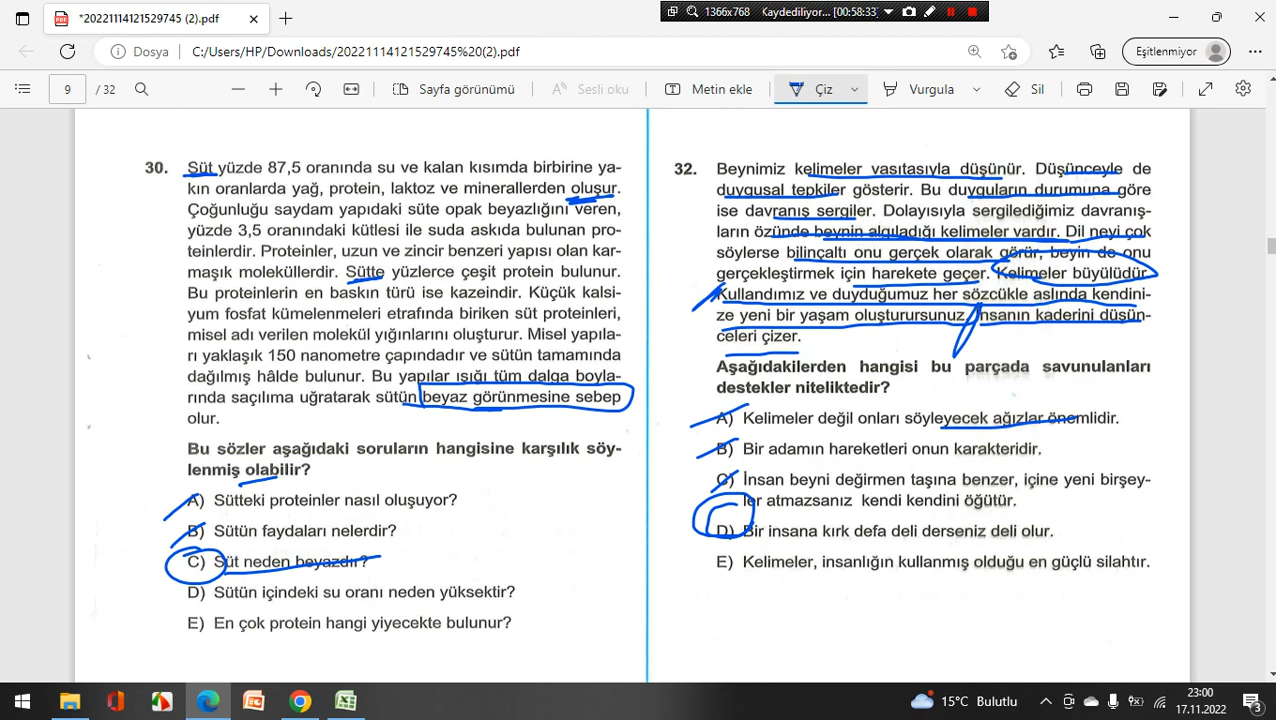 *20221114121529745 (2).pdf
1366x768 Kaydediliyor... [00:58:33]
Dosya C:/Users/HP/Downloads/20221114121529745%20(2).pdf
Eşitlenmiyor
9 / 32 Sayfa görünümü Sesli oku Metin ekle Çiz Vurgula Sil
30. Süt yüzde 87,5 oranında su ve kalan kısımda birbirine ya-
kın oranlarda yağ, protein, laktoz ve minerallerden oluşur.
Çoğunluğu saydam yapıdaki süte opak beyazlığını veren,
yüzde 3,5 oranındaki kütlesi ile suda askıda bulunan pro-
teinlerdir. Proteinler, uzun ve zincir benzeri yapısı olan kar-
maşık moleküllerdir. Sütte yüzlerce çeşit protein bulunur.
Bu proteinlerin en baskın türü ise kazeindir. Küçük kalsi-
yum fosfat kümelenmeleri etrafında biriken süt proteinleri,
misel adı verilen molekül yığınlarını oluşturur. Misel yapıla-
rı yaklaşık 150 nanometre çapındadır ve sütün tamamında
dağılmış hâlde bulunur. Bu yapılar ışığı tüm dalga boyla-
rında saçılıma uğratarak sütün beyaz görünmesine sebep
olur.
Bu sözler aşağıdaki soruların hangisine karşılık söy-
lenmiş olabilir?
A) Sütteki proteinler nasıl oluşuyor?
B) Sütün faydaları nelerdir?
C) Süt neden beyazdır?
D) Sütün içindeki su oranı neden yüksektir?
E) En çok protein hangi yiyecekte bulunur?
32. Beynimiz kelimeler vasıtasıyla düşünür. Düşünceyle de
duygusal tepkiler gösterir. Bu duyguların durumuna göre
ise davranış sergiler. Dolayısıyla sergilediğimiz davranış-
ların özünde beynin algıladığı kelimeler vardır. Dil neyi çok
söylerse bilinçaltı onu gerçek olarak görür, beyin de onu
gerçekleştirmek için harekete geçer. Kelimeler büyülüdür.
Kullandımız ve duyduğumuz her sözcükle aslında kendini-
ze yeni bir yaşam oluşturursunuz. İnsanın kaderini düşün-
celeri çizer.
Aşağıdakilerden hangisi bu parçada savunulanları
destekler niteliktedir?
A) Kelimeler değil onları söyleyecek ağızlar önemlidir.
B) Bir adamın hareketleri onun karakteridir.
C) İnsan beyni değirmen taşına benzer, içine yeni birşey-
ler atmazsanız kendi kendini öğütür.
D) Bir insana kırk defa deli derseniz deli olur.
E) Kelimeler, insanlığın kullanmış olduğu en güçlü silahtır.
15°C Bulutlu
23:00
17.11.2022
3